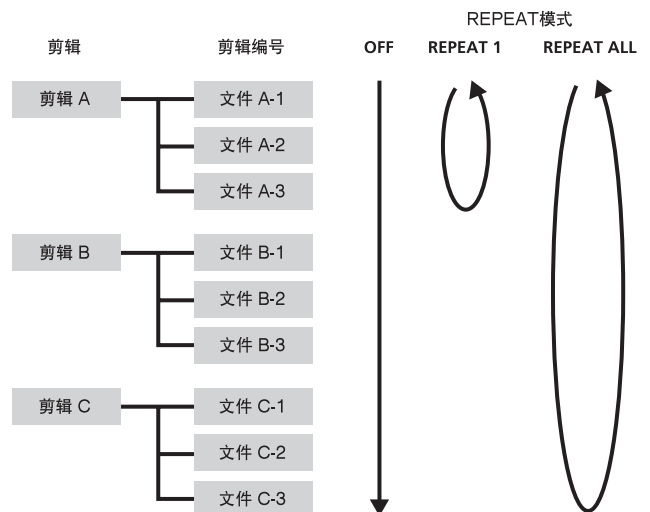 REPEAT模式
剪辑 剪辑编号 OFF REPEAT 1 REPEAT ALL
剪辑 A 文件 A-1
文件 A-2
文件 A-3
剪辑 B 文件 B-1
文件 B-2
文件 B-3
剪辑 C 文件 C-1
文件 C-2
文件 C-3